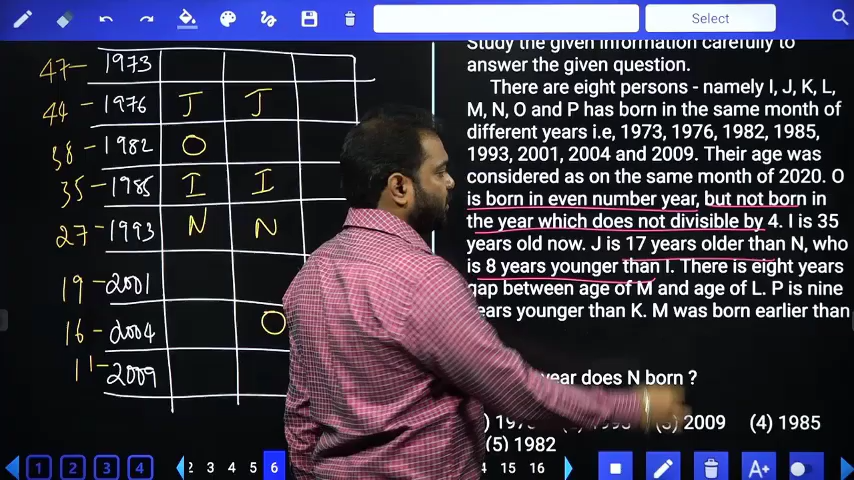 Select
47- 1973
44- 1976 J J
38- 1982 O
35- 1985 I I
27- 1993 N N
19- 2001
16- 2004 O
11- 2009
Study the given information carefully to
answer the given question.
There are eight persons - namely I, J, K, L,
M, N, O and P has born in the same month of
different years i.e, 1973, 1976, 1982, 1985,
1993, 2001, 2004 and 2009. Their age was
considered as on the same month of 2020. O
is born in even number year, but not born in
the year which does not divisible by 4. I is 35
years old now. J is 17 years older than N, who
is 8 years younger than I. There is eight years
gap between age of M and age of L. P is nine
years younger than K. M was born earlier than
year does N born ?
2009 (4) 1985
(5) 1982
1 2 3 4
2 3 4 5 6
15 16
A+